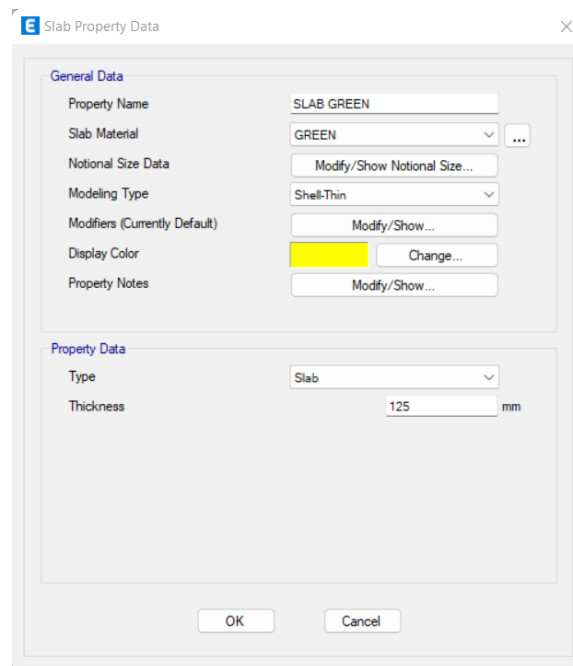 E Slab Property Data
General Data
Property Name SLAB GREEN
Slab Material GREEN ...
Notional Size Data Modify/Show Notional Size...
Modeling Type Shell-Thin
Modifiers (Currently Default) Modify/Show...
Display Color Change...
Property Notes Modify/Show...
Property Data
Type Slab
Thickness 125 mm
OK Cancel